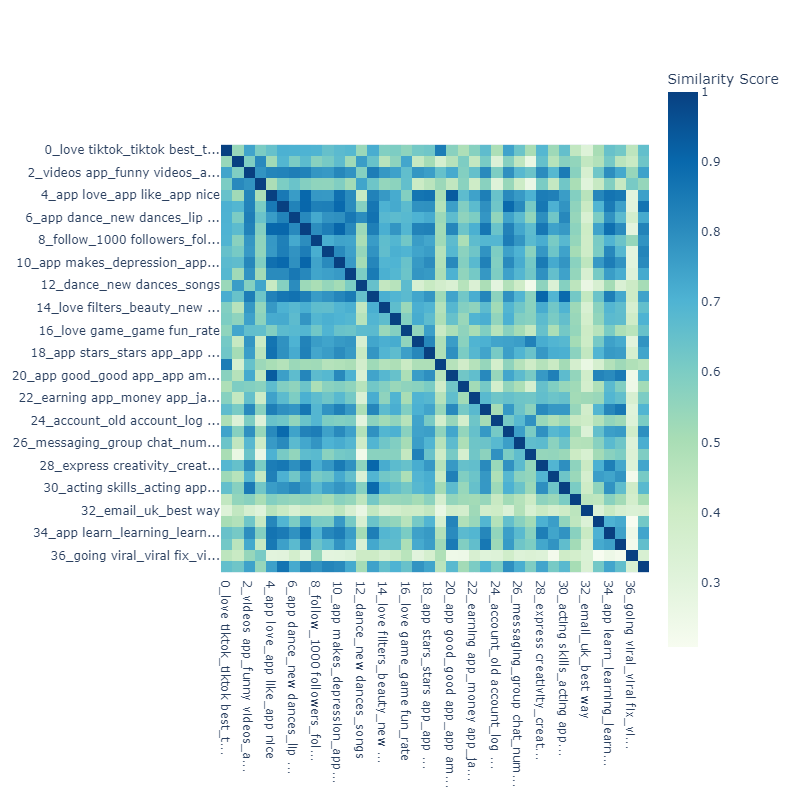 Similarity Score
1
0.9
0.8
0.7
0.6
0.5
0.4
0.3
0_love tiktok_tiktok best_t...
2_videos app_funny videos_a...
4_app love_app like_app nice
6_app dance_new dances_lip ...
8_follow_1000 followers_fol...
10_app makes_depression_app...
12_dance_new dances_songs
14_love filters_beauty_new ...
16_love game_game fun_rate
18_app stars_stars app_app ...
20_app good_good app_app am...
22_earning app_money app_ja...
24_account_old account_log ...
26_messaging_group chat_num...
28_express creativity_creat...
30_acting skills_acting app...
32_email_uk_best way
34_app learn_learning_learn...
36_going viral_viral fix_vi...
0_love tiktok_tiktok best_t...
2_videos app_funny videos_a...
4_app love_app like_app nice
6_app dance_new dances_lip ...
8_follow_1000 followers_fol...
10_app makes_depression_app...
12_dance_new dances_songs
14_love filters_beauty_new ...
16_love game_game fun_rate
18_app stars_stars app_app ...
20_app good_good app_app am...
22_earning app_money app_ja...
24_account_old account_log ...
26_messaging_group chat_num...
28_express creativity_creat...
30_acting skills_acting app...
32_email_uk_best way
34_app learn_learning_learn...
36_going viral_viral fix_vi...